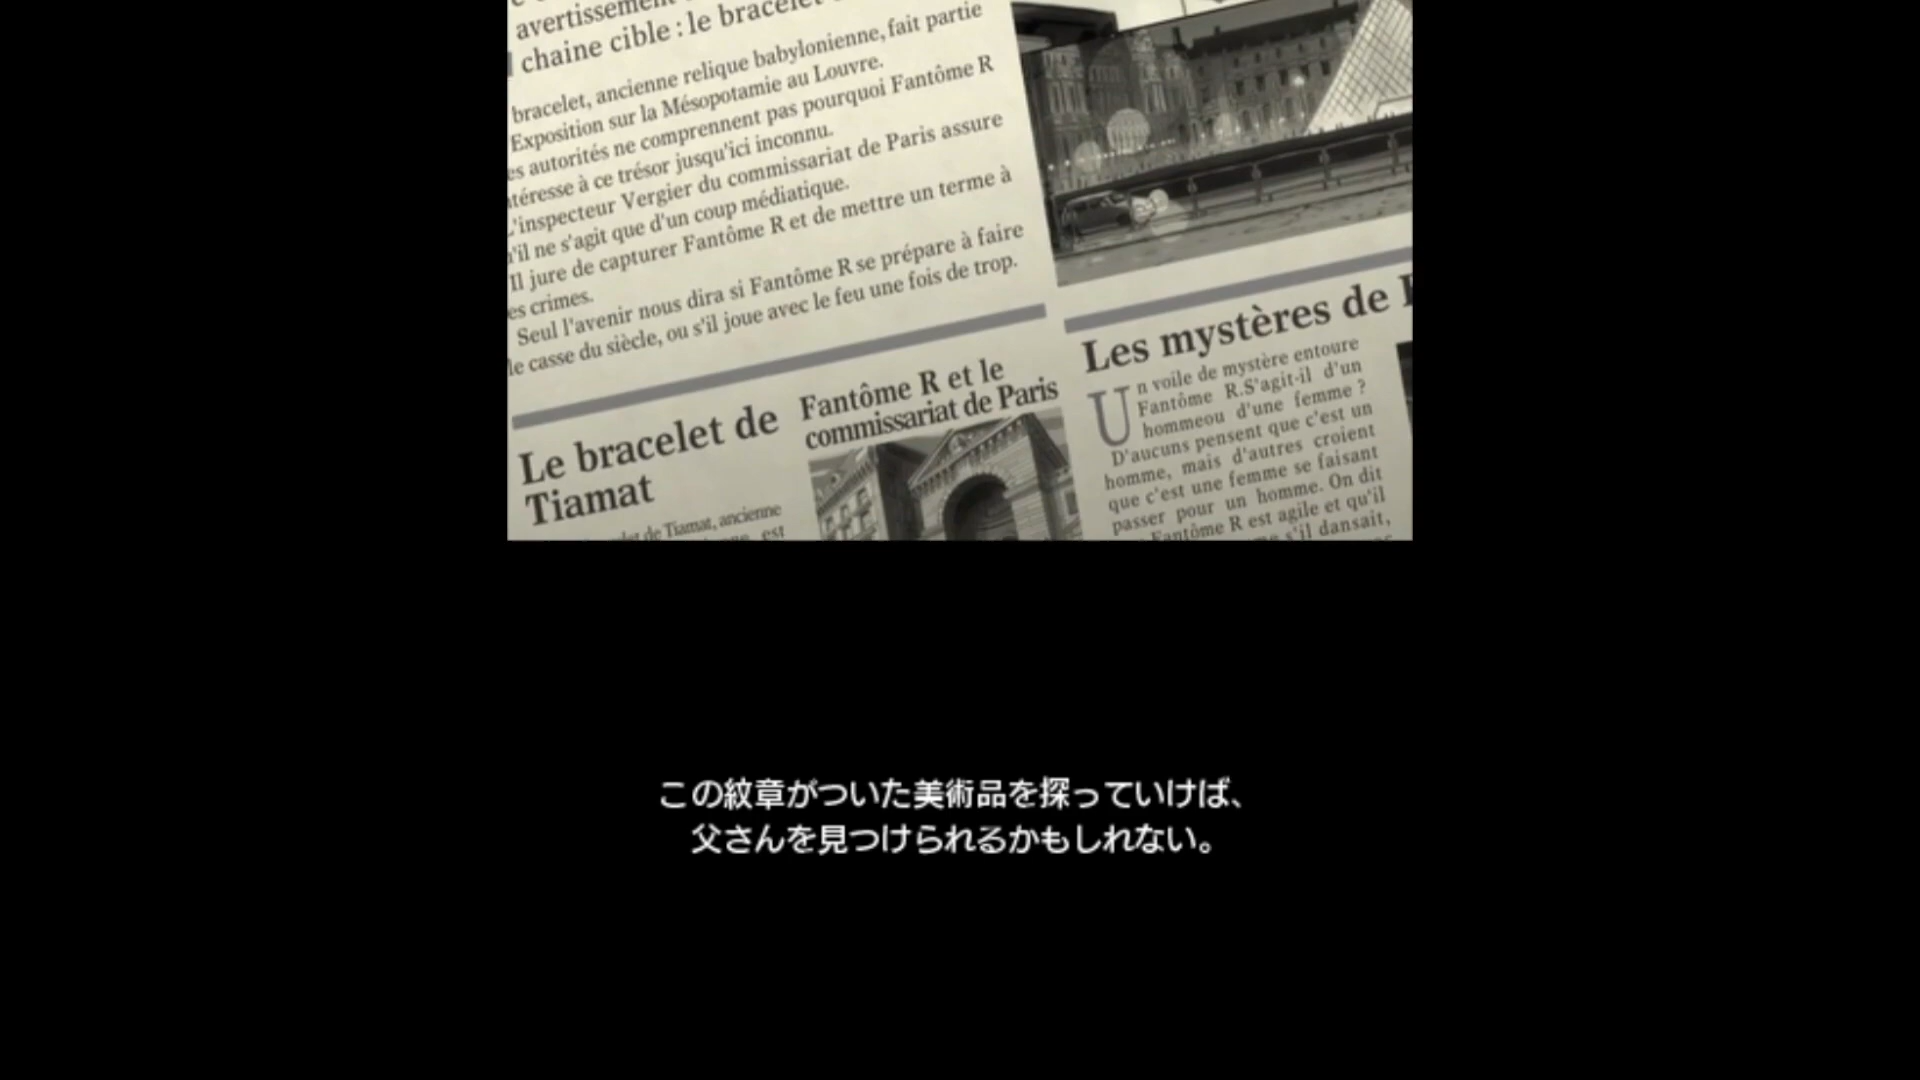 avertissement
chaine cible : le bracelet
bracelet, ancienne relique babylonienne, fait partie
Exposition sur la Mésopotamie au Louvre.
es autorités ne comprennent pas pourquoi Fantôme R
ntéresse à ce trésor jusqu'ici inconnu.
L'inspecteur Vergier du commissariat de Paris assure
u'il ne s'agit que d'un coup médiatique.
Il jure de capturer Fantôme R et de mettre un terme à
es crimes.
Seul l'avenir nous dira si Fantôme R se prépare à faire
le casse du siècle, ou s'il joue avec le feu une fois de trop.
Le bracelet de
Tiamat
de Tiamat, ancienne
est
Fantôme R et le
commissariat de Paris
Les mystères de
Un voile de mystère entoure
Fantôme R.S'agit-il d'un
hommeou d'une femme ?
D'aucuns pensent que c'est un
homme, mais d'autres croient
que c'est une femme se faisant
passer pour un homme. On dit
Fantôme R est agile et qu'il
s'il dansait,
この紋章がついた美術品を探っていけば、
父さんを見つけられるかもしれない。